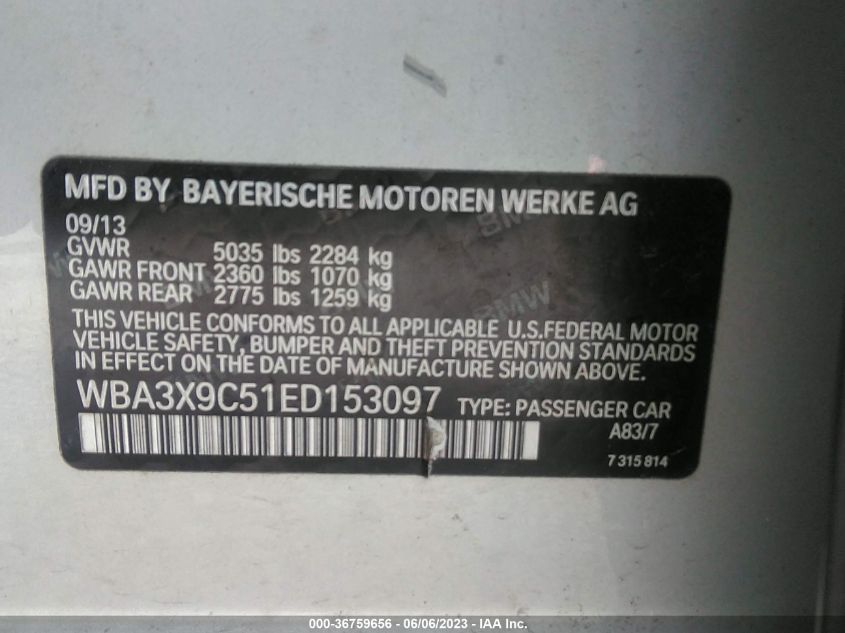 MFD BY BAYERISCHE MOTOREN WERKE AG
09/13
GVWR 5035 lbs 2284 kg
GAWR FRONT 2360 lbs 1070 kg
GAWR REAR 2775 lbs 1259 kg
THIS VEHICLE CONFORMS TO ALL APPLICABLE U.S.FEDERAL MOTOR
VEHICLE SAFETY, BUMPER AND THEFT PREVENTION STANDARDS
IN EFFECT ON THE DATE OF MANUFACTURE SHOWN ABOVE.
WBA3X9C51ED153097 TYPE: PASSENGER CAR
A83/7
7 315 814
000-36759656 - 06/06/2023 - IAA Inc.